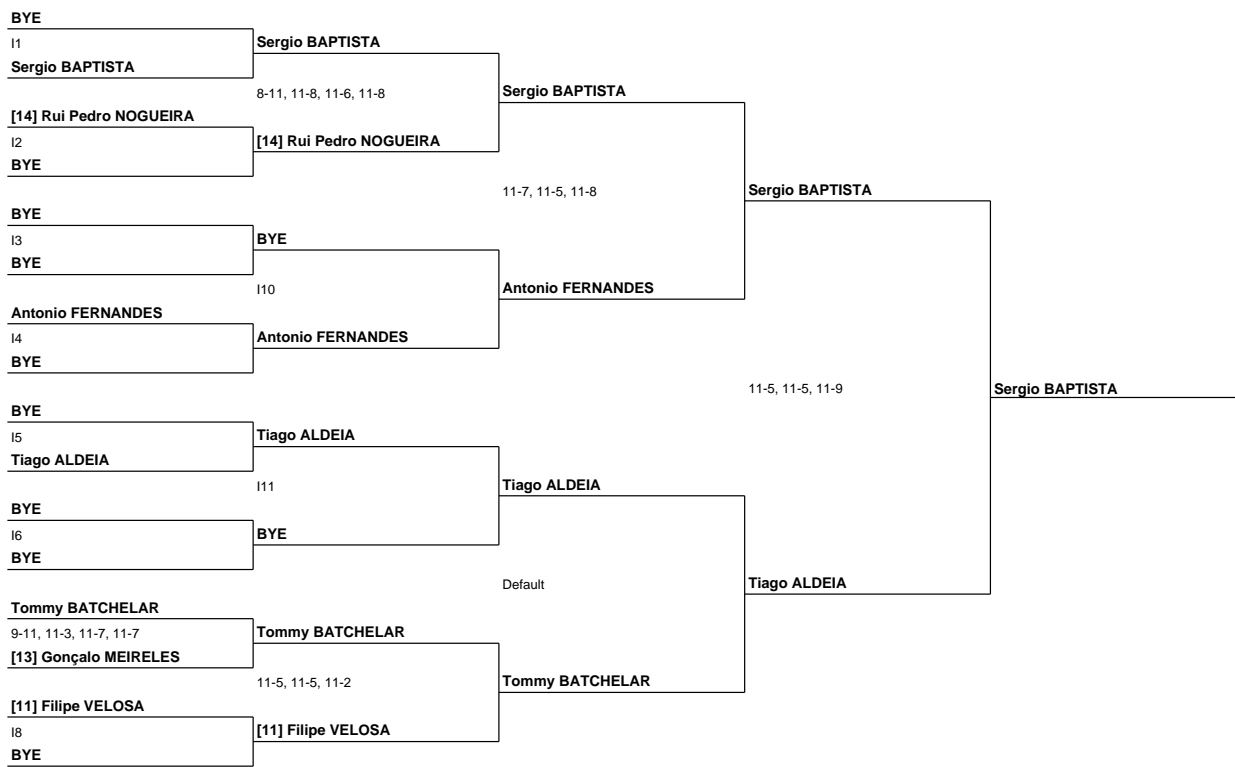 BYE
I1
Sergio BAPTISTA
Sergio BAPTISTA
8-11, 11-8, 11-6, 11-8
Sergio BAPTISTA
[14] Rui Pedro NOGUEIRA
I2
[14] Rui Pedro NOGUEIRA
BYE
11-7, 11-5, 11-8
Sergio BAPTISTA
BYE
I3
BYE
BYE
I10
Antonio FERNANDES
Antonio FERNANDES
I4
Antonio FERNANDES
BYE
11-5, 11-5, 11-9
Sergio BAPTISTA
BYE
I5
Tiago ALDEIA
Tiago ALDEIA
I11
Tiago ALDEIA
BYE
I6
BYE
BYE
Default
Tiago ALDEIA
Tommy BATCHELAR
9-11, 11-3, 11-7, 11-7
Tommy BATCHELAR
[13] Gonçalo MEIRELES
11-5, 11-5, 11-2
Tommy BATCHELAR
[11] Filipe VELOSA
I8
[11] Filipe VELOSA
BYE